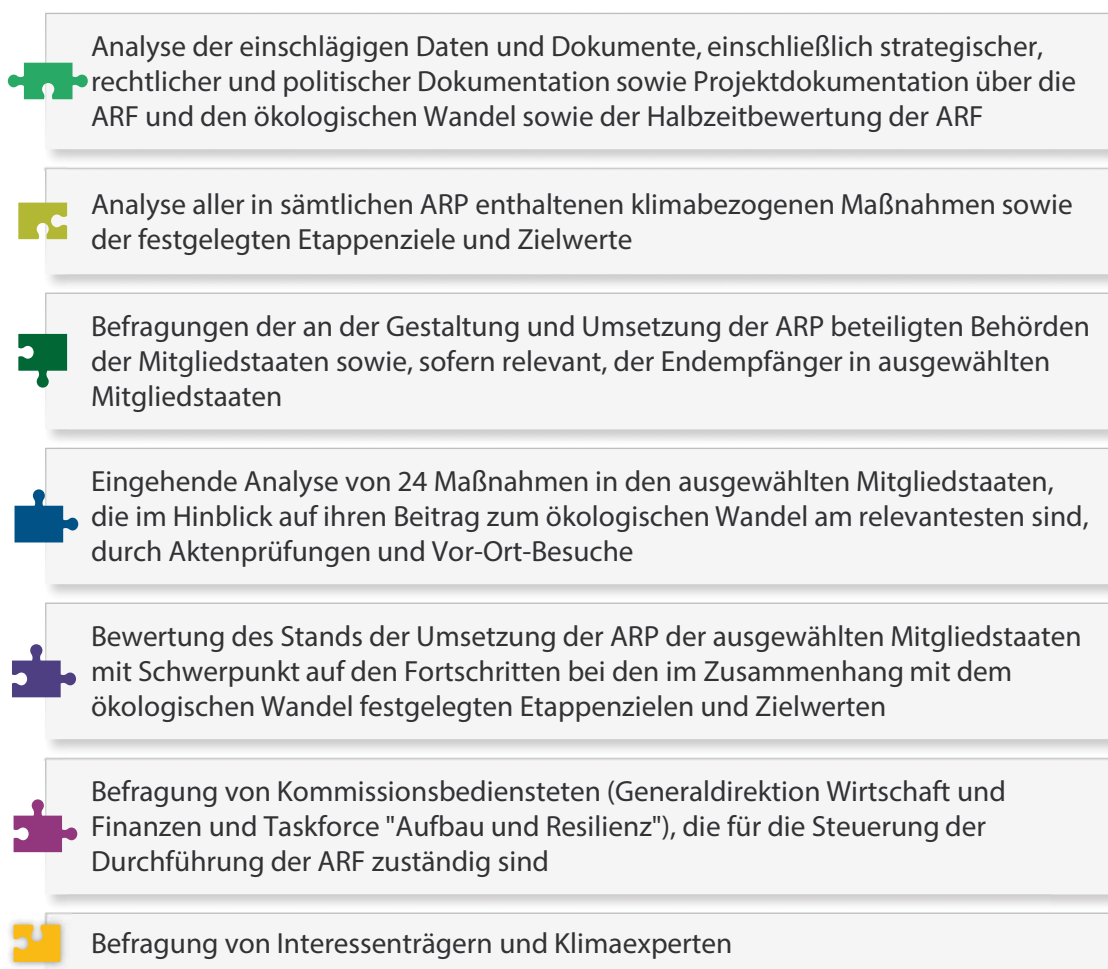 Analyse der einschlägigen Daten und Dokumente, einschließlich strategischer,
rechtlicher und politischer Dokumentation sowie Projektdokumentation über die
ARF und den ökologischen Wandel sowie der Halbzeitbewertung der ARF
Analyse aller in sämtlichen ARP enthaltenen klimabezogenen Maßnahmen sowie
der festgelegten Etappenziele und Zielwerte
Befragungen der an der Gestaltung und Umsetzung der ARP beteiligten Behörden
der Mitgliedstaaten sowie, sofern relevant, der Endempfänger in ausgewählten
Mitgliedstaaten
Eingehende Analyse von 24 Maßnahmen in den ausgewählten Mitgliedstaaten,
die im Hinblick auf ihren Beitrag zum ökologischen Wandel am relevantesten sind,
durch Aktenprüfungen und Vor-Ort-Besuche
Bewertung des Stands der Umsetzung der ARP der ausgewählten Mitgliedstaaten
mit Schwerpunkt auf den Fortschritten bei den im Zusammenhang mit dem
ökologischen Wandel festgelegten Etappenzielen und Zielwerten
Befragung von Kommissionsbediensteten (Generaldirektion Wirtschaft und
Finanzen und Taskforce "Aufbau und Resilienz"), die für die Steuerung der
Durchführung der ARF zuständig sind
Befragung von Interessenträgern und Klimaexperten